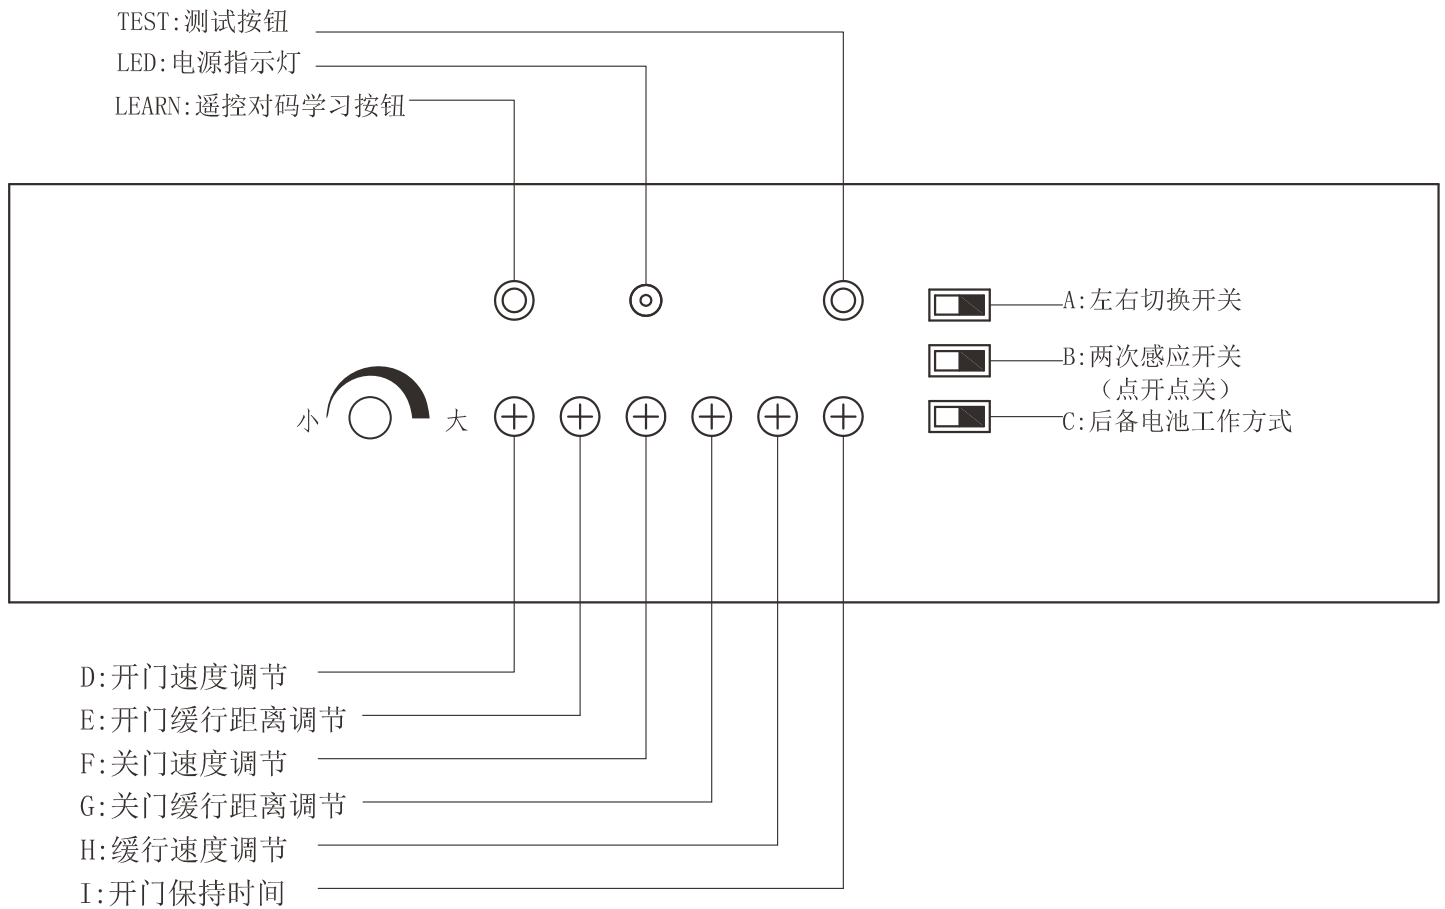 TEST:测试按钮
LED:电源指示灯
LEARN:遥控对码学习按钮
A:左右切换开关
B:两次感应开关
（点开点关）
小
大
C:后备电池工作方式
D:开门速度调节
E:开门缓行距离调节
F:关门速度调节
G:关门缓行距离调节
H:缓行速度调节
I:开门保持时间